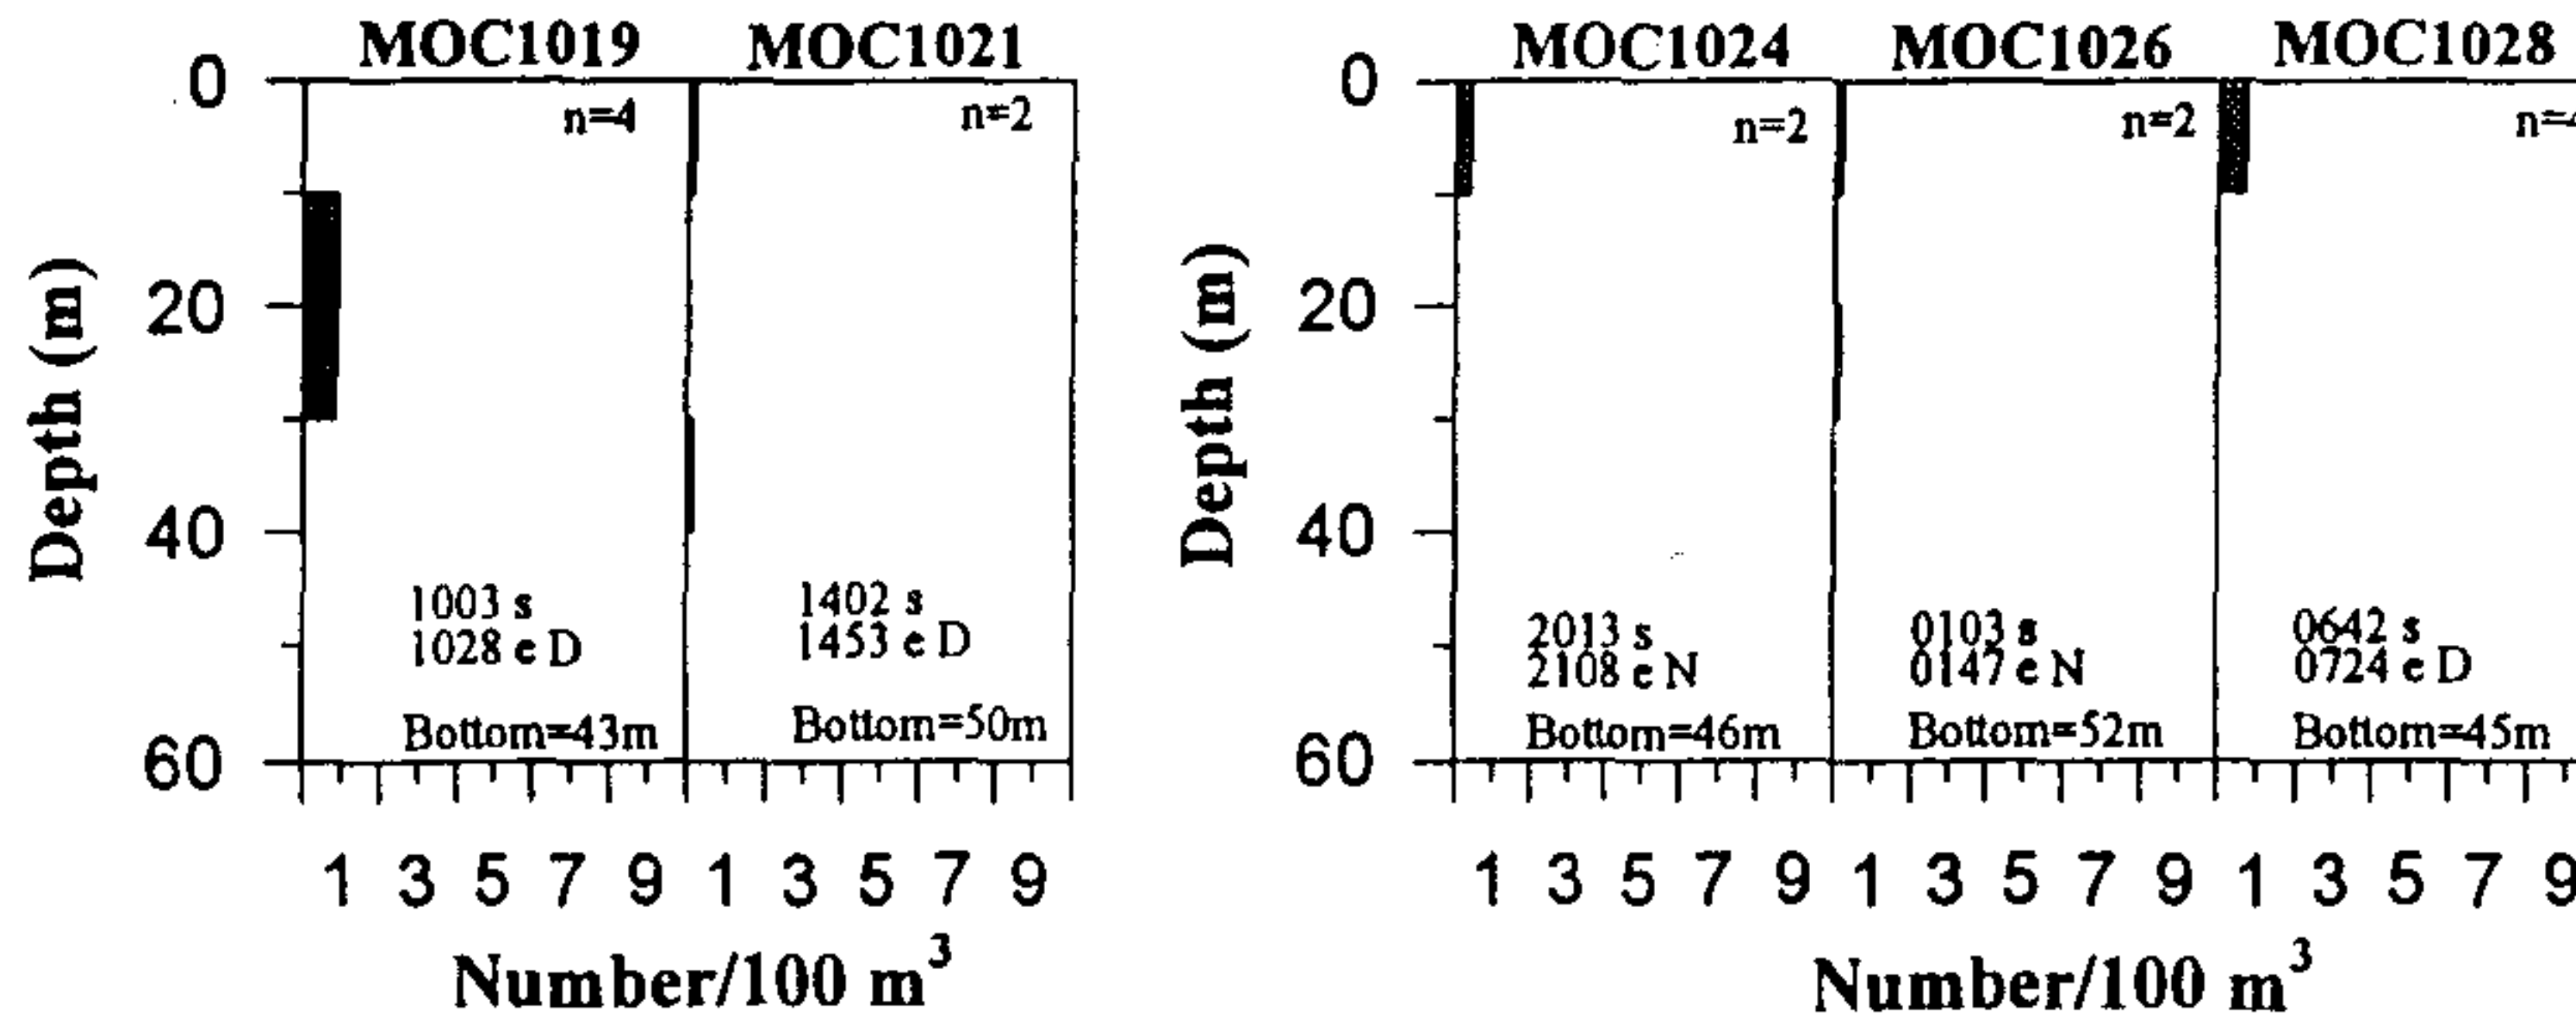 MOC1019 MOC1021
0
n=4 n=2
20
40
60
Depth (m)
1003 s
1028 e D
Bottom=43m
1402 s
1453 e D
Bottom=50m
1 3 5 7 9 1 3 5 7 9
Number/100 m³
MOC1024 MOC1026 MOC1028
0
n=2 n=2 n=4
20
40
60
Depth (m)
2013 s
2108 e N
Bottom=46m
0103 s
0147 e N
Bottom=52m
0642 s
0724 e D
Bottom=45m
1 3 5 7 9 1 3 5 7 9 1 3 5 7 9
Number/100 m³